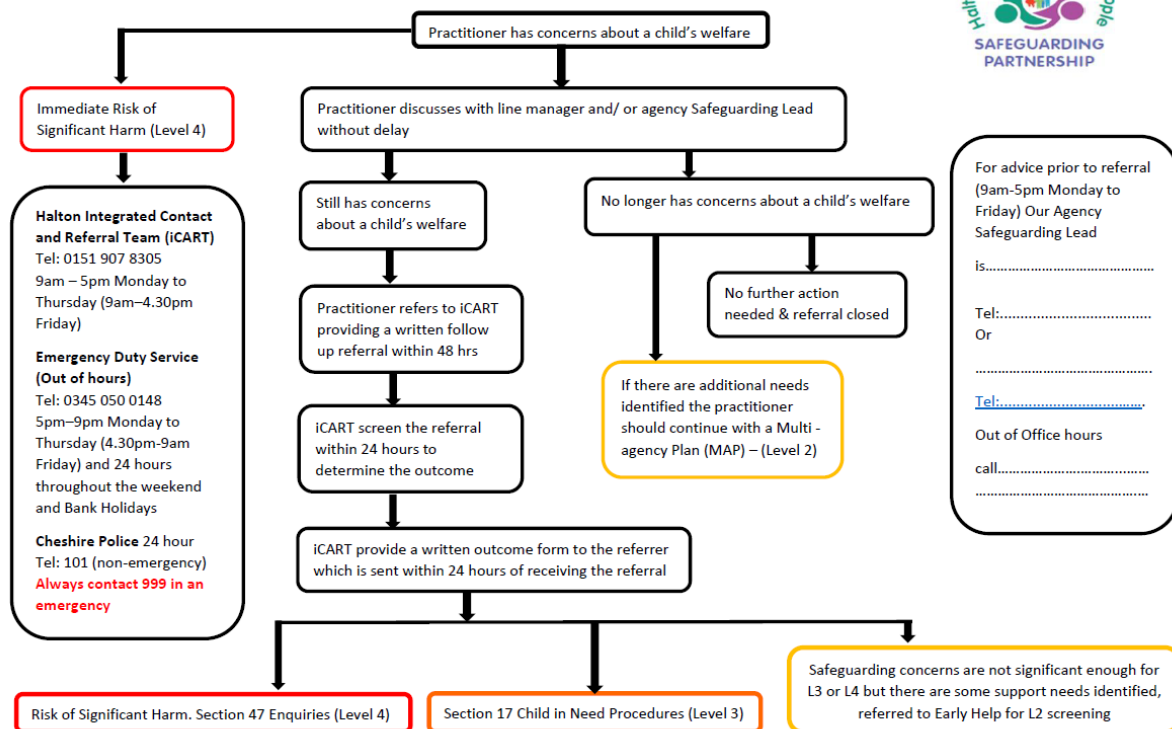 Halt
ople
SAFEGUARDING
PARTNERSHIP
Practitioner has concerns about a child's welfare
Immediate Risk of
Significant Harm (Level 4)
Practitioner discusses with line manager and/ or agency Safeguarding Lead
without delay
Halton Integrated Contact
and Referral Team (iCART)
Tel: 0151 907 8305
9am – 5pm Monday to
Thursday (9am–4.30pm
Friday)
Emergency Duty Service
(Out of hours)
Tel: 0345 050 0148
5pm–9pm Monday to
Thursday (4.30pm-9am
Friday) and 24 hours
throughout the weekend
and Bank Holidays
Cheshire Police 24 hour
Tel: 101 (non-emergency)
Always contact 999 in an
emergency
Still has concerns
about a child's welfare
No longer has concerns about a child's welfare
Practitioner refers to iCART
providing a written follow
up referral within 48 hrs
No further action
needed & referral closed
If there are additional needs
identified the practitioner
should continue with a Multi -
agency Plan (MAP) – (Level 2)
iCART screen the referral
within 24 hours to
determine the outcome
iCART provide a written outcome form to the referrer
which is sent within 24 hours of receiving the referral
For advice prior to referral
(9am-5pm Monday to
Friday) Our Agency
Safeguarding Lead
is……………………………………
Tel:...................................
Or
……………………………………….
Tel:..................................
Out of Office hours
call………………………………
…………………………………….
Risk of Significant Harm. Section 47 Enquiries (Level 4)
Section 17 Child in Need Procedures (Level 3)
Safeguarding concerns are not significant enough for
L3 or L4 but there are some support needs identified,
referred to Early Help for L2 screening